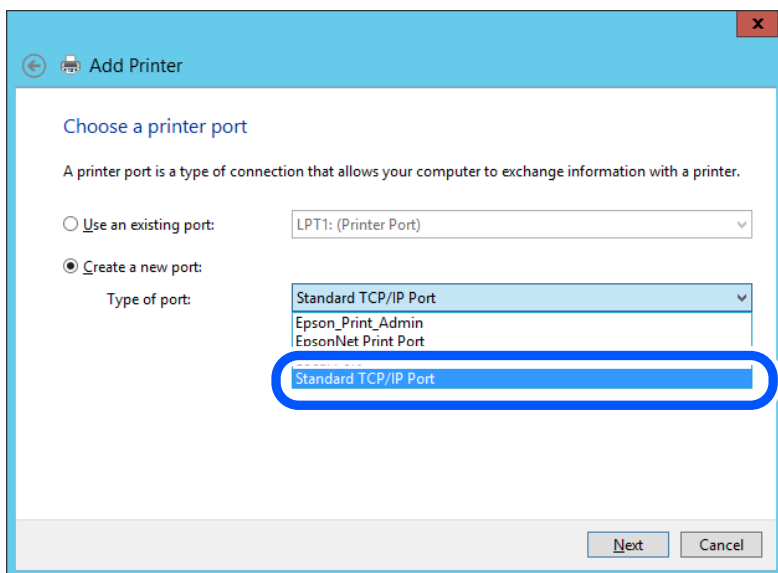 x
Add Printer
Choose a printer port
A printer port is a type of connection that allows your computer to exchange information with a printer.
Use an existing port: LPT1: (Printer Port)
Create a new port:
Type of port: Standard TCP/IP Port
Epson_Print_Admin
EpsonNet Print Port
Standard TCP/IP Port
Next Cancel